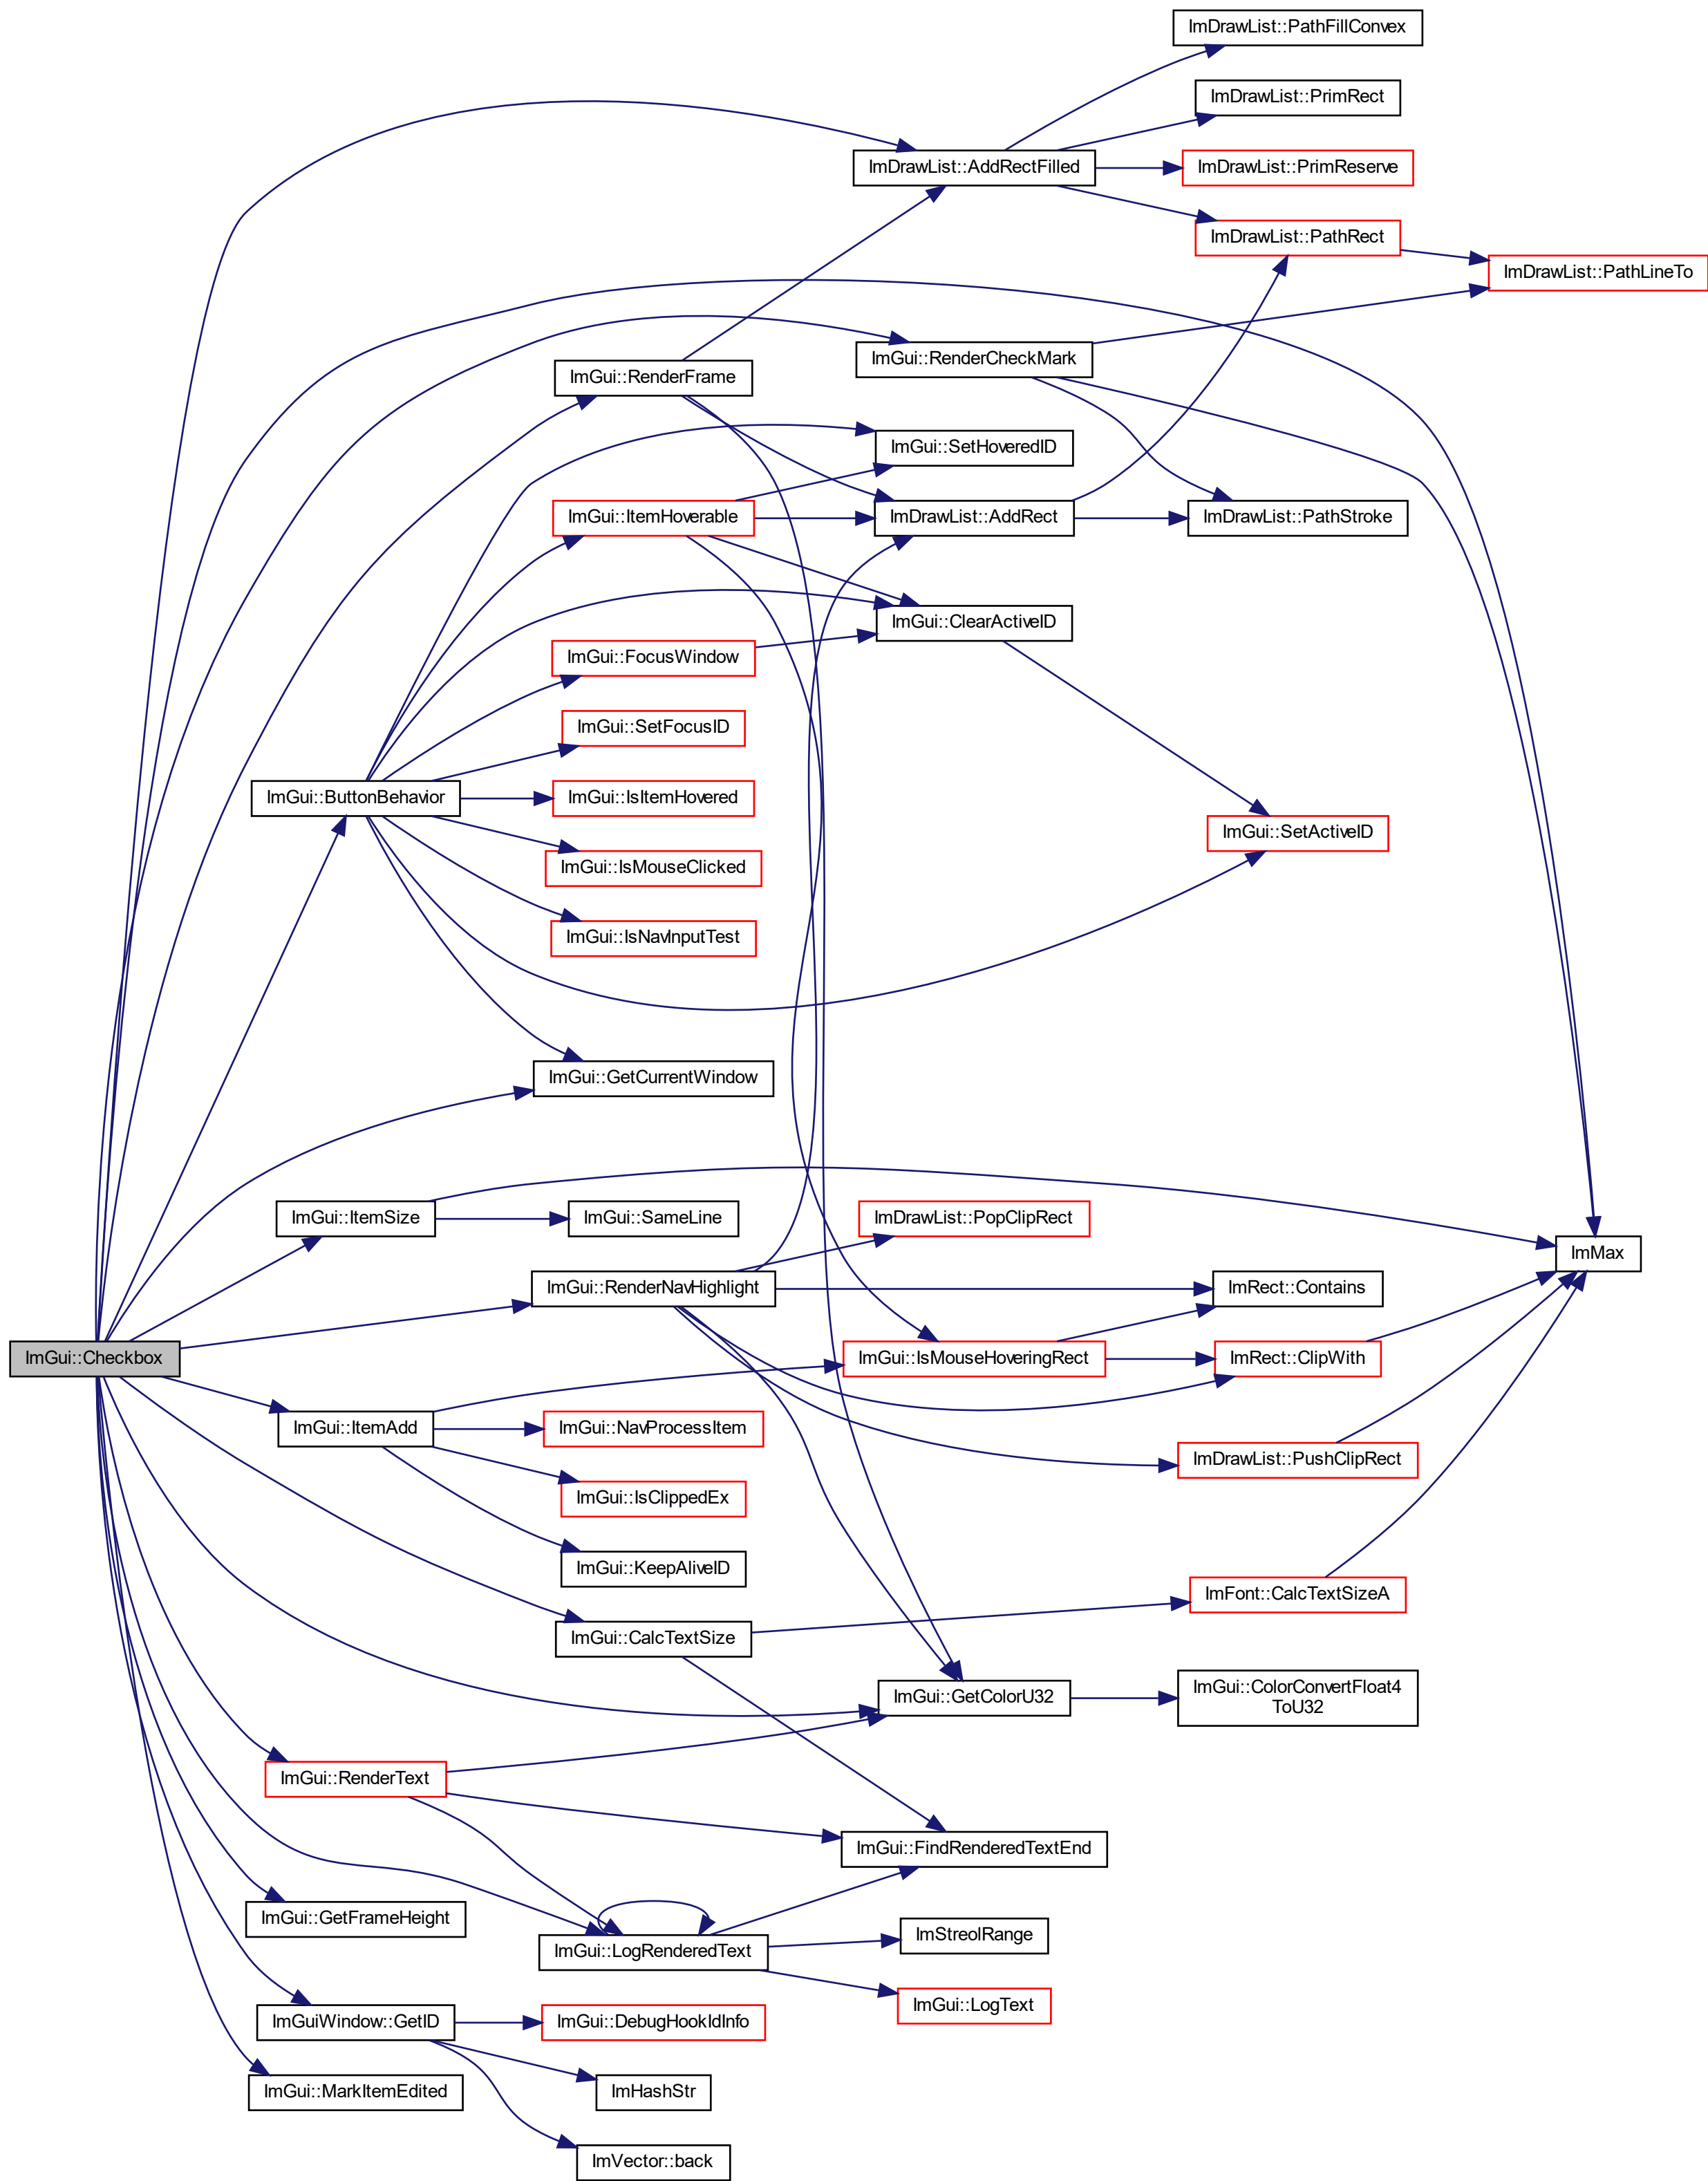 ImDrawList::PathFillConvex
ImDrawList::PrimRect
ImDrawList::AddRectFilled
ImDrawList::PrimReserve
ImDrawList::PathRect
ImDrawList::PathLineTo
ImGui::RenderCheckMark
ImGui::RenderFrame
ImGui::SetHoveredID
ImGui::ItemHoverable
ImDrawList::AddRect
ImDrawList::PathStroke
ImGui::ClearActiveID
ImGui::FocusWindow
ImGui::SetFocusID
ImGui::ButtonBehavior
ImGui::IsItemHovered
ImGui::SetActiveID
ImGui::IsMouseClicked
ImGui::IsNavInputTest
ImGui::GetCurrentWindow
ImGui::ItemSize
ImGui::SameLine
ImDrawList::PopClipRect
ImMax
ImGui::RenderNavHighlight
ImRect::Contains
ImGui::Checkbox
ImGui::IsMouseHoveringRect
ImRect::ClipWith
ImGui::ItemAdd
ImGui::NavProcessItem
ImDrawList::PushClipRect
ImGui::IsClippedEx
ImGui::KeepAliveID
ImFont::CalcTextSizeA
ImGui::CalcTextSize
ImGui::GetColorU32
ImGui::ColorConvertFloat4
ToU32
ImGui::RenderText
ImGui::FindRenderedTextEnd
ImGui::GetFrameHeight
ImGui::LogRenderedText
ImStreolRange
ImGui::LogText
ImGuiWindow::GetID
ImGui::DebugHookIdInfo
ImGui::MarkItemEdited
ImHashStr
ImVector::back